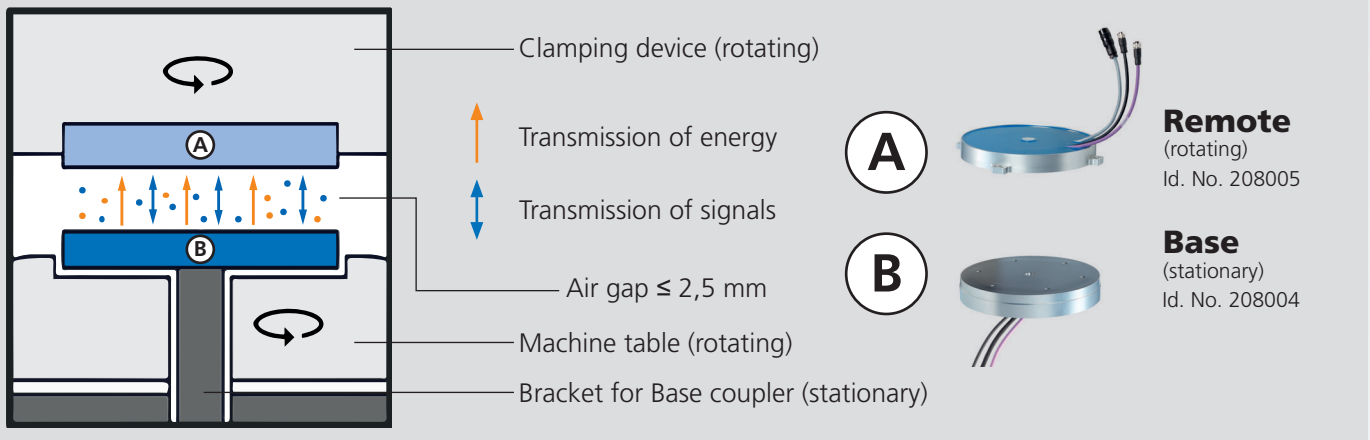 Clamping device (rotating)
A
Transmission of energy
Transmission of signals
B
Air gap ≤ 2,5 mm
Machine table (rotating)
Bracket for Base coupler (stationary)
A
Remote
(rotating)
Id. No. 208005
B
Base
(stationary)
Id. No. 208004